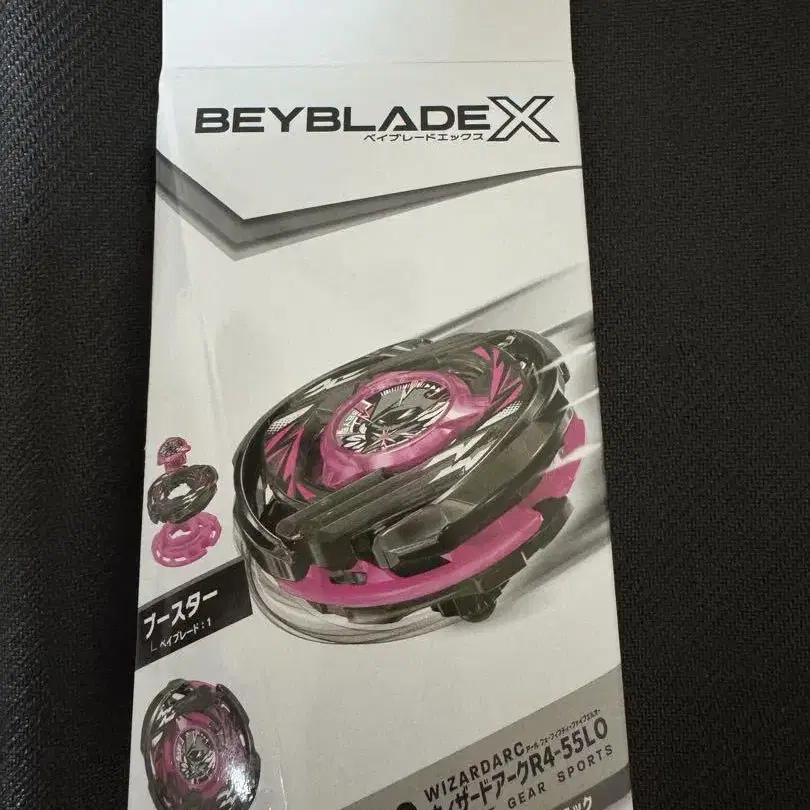 BEYBLADE X
ベイブレードエックス
ブースター
ベイブレード:1
WIZARDARC
ウィザードアークR4-55LO
GEAR SPORTS